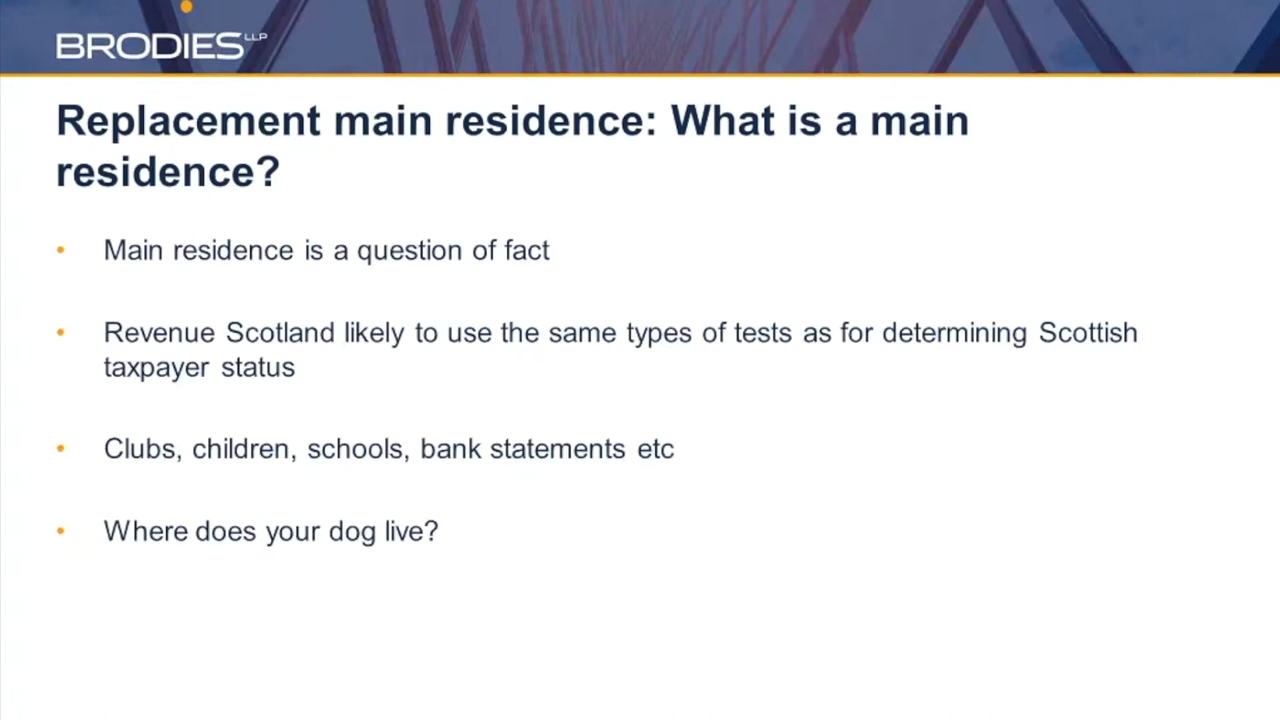 BRODIES LLP
Replacement main residence: What is a main
residence?
• Main residence is a question of fact
• Revenue Scotland likely to use the same types of tests as for determining Scottish
taxpayer status
• Clubs, children, schools, bank statements etc
• Where does your dog live?